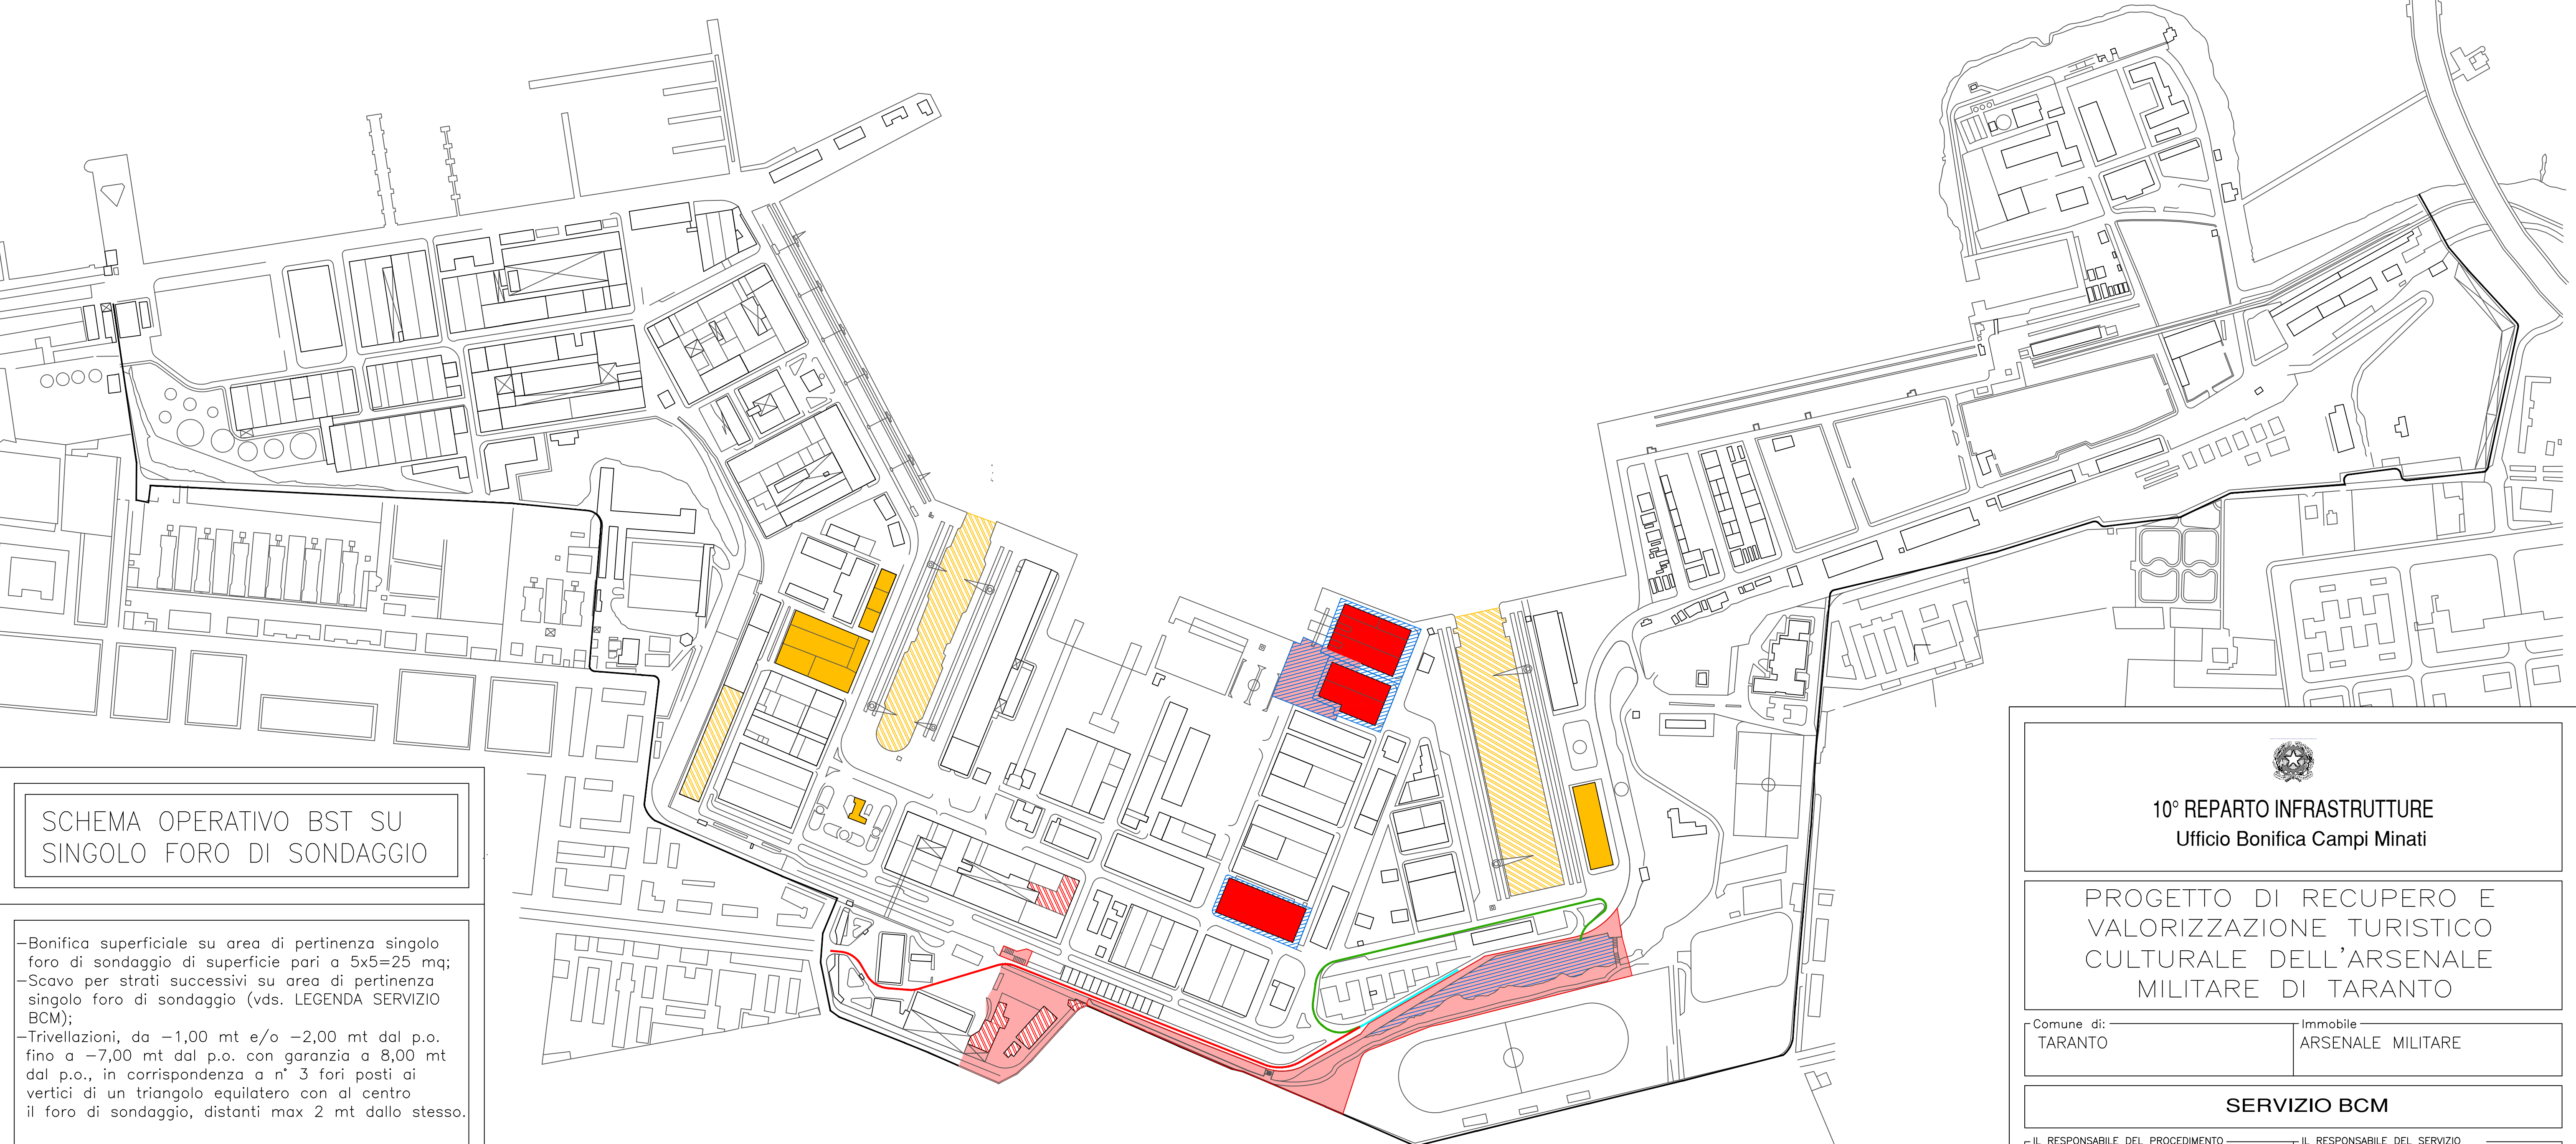 SCHEMA OPERATIVO BST SU
SINGOLO FORO DI SONDAGGIO
-Bonifica superficiale su area di pertinenza singolo
foro di sondaggio di superficie pari a 5x5=25 mq;
-Scavo per strati successivi su area di pertinenza
singolo foro di sondaggio (vds. LEGENDA SERVIZIO
BCM);
-Trivellazioni, da -1,00 mt e/o -2,00 mt dal p.o.
fino a -7,00 mt dal p.o. con garanzia a 8,00 mt
dal p.o., in corrispondenza a n° 3 fori posti ai
vertici di un triangolo equilatero con al centro
il foro di sondaggio, distanti max 2 mt dallo stesso.
10° REPARTO INFRASTRUTTURE
Ufficio Bonifica Campi Minati
PROGETTO DI RECUPERO E
VALORIZZAZIONE TURISTICO
CULTURALE DELL'ARSENALE
MILITARE DI TARANTO
Comune di:
TARANTO
Immobile
ARSENALE MILITARE
SERVIZIO BCM
IL RESPONSABILE DEL PROCEDIMENTO
IL RESPONSABILE DEL SERVIZIO